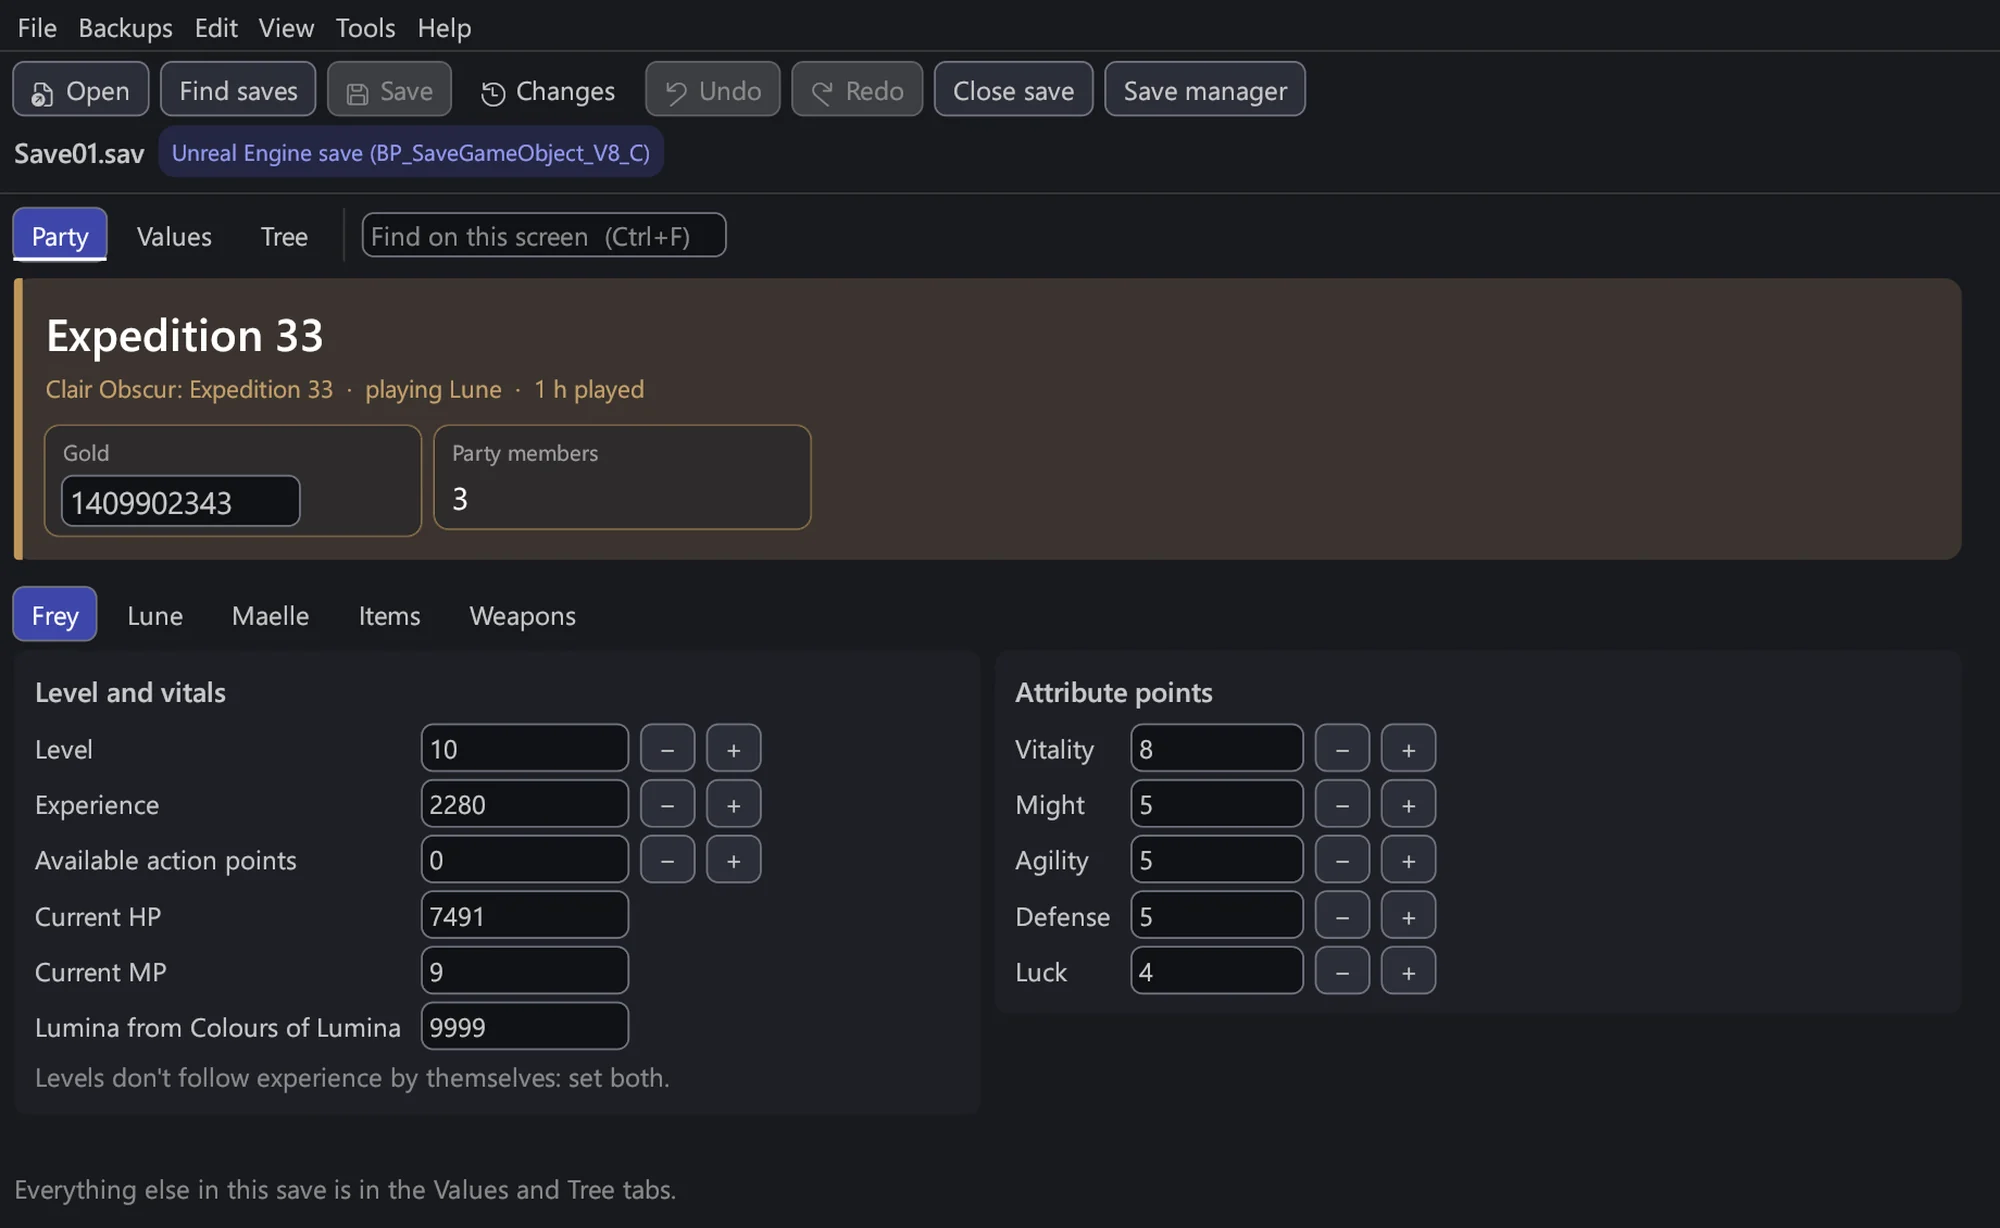 File Backups Edit View Tools Help
Open Find saves Save Changes Undo Redo Close save Save manager
Save01.sav Unreal Engine save (BP_SaveGameObject_V8_C)
Party Values Tree Find on this screen (Ctrl+F)
Expedition 33
Clair Obscur: Expedition 33 · playing Lune · 1 h played
Gold
1409902343
Party members
3
Frey Lune Maelle Items Weapons
Level and vitals
Level 10 − +
Experience 2280 − +
Available action points 0 − +
Current HP 7491
Current MP 9
Lumina from Colours of Lumina 9999
Levels don't follow experience by themselves: set both.
Attribute points
Vitality 8 − +
Might 5 − +
Agility 5 − +
Defense 5 − +
Luck 4 − +
Everything else in this save is in the Values and Tree tabs.